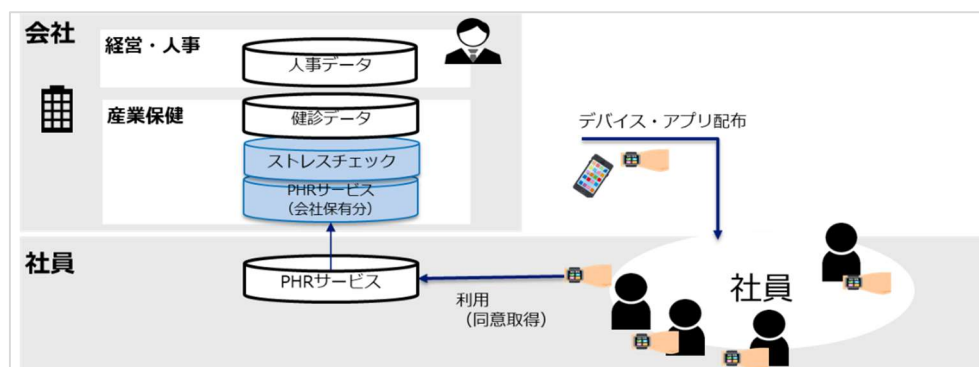 会社
経営・人事
人事データ
産業保健
健診データ
ストレスチェック
PHRサービス
（会社保有分）
デバイス・アプリ配布
社員
PHRサービス
利用
（同意取得）
社員